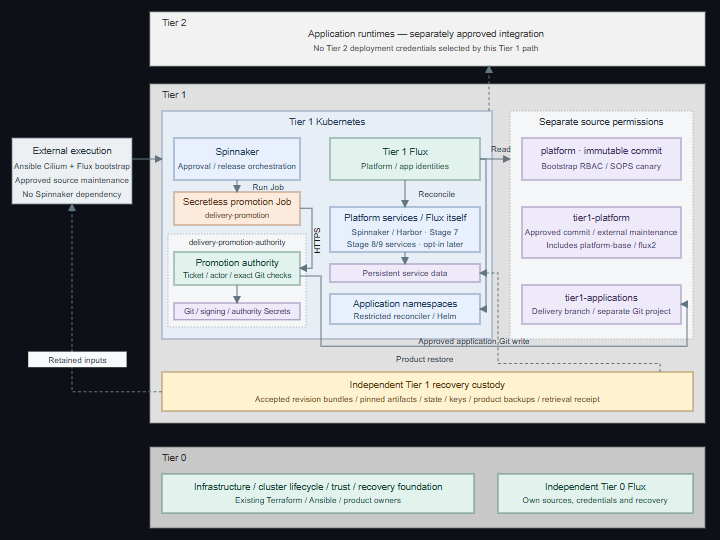 Tier 2
Application runtimes — separately approved integration
No Tier 2 deployment credentials selected by this Tier 1 path
Tier 1
Tier 1 Kubernetes
Separate source permissions
External execution
Ansible Cilium + Flux bootstrap
Approved source maintenance
No Spinnaker dependency
Spinnaker
Approval / release orchestration
Tier 1 Flux
Platform / app identities
Read
platform · immutable commit
Bootstrap RBAC / SOPS canary
Run Job
Reconcile
Secretless promotion Job
delivery-promotion
HTTPS
Platform services / Flux itself
Spinnaker / Harbor · Stage 7
Stage 8/9 services · opt-in later
tier1-platform
Approved commit / external maintenance
Includes platform-base / flux2
delivery-promotion-authority
Promotion authority
Ticket / actor / exact Git checks
Persistent service data
Git / signing / authority Secrets
Application namespaces
Restricted reconciler / Helm
tier1-applications
Delivery branch / separate Git project
Approved application Git write
Retained inputs
Product restore
Independent Tier 1 recovery custody
Accepted revision bundles / pinned artifacts / state / keys / product backups / retrieval receipt
Tier 0
Infrastructure / cluster lifecycle / trust / recovery foundation
Existing Terraform / Ansible / product owners
Independent Tier 0 Flux
Own sources, credentials and recovery